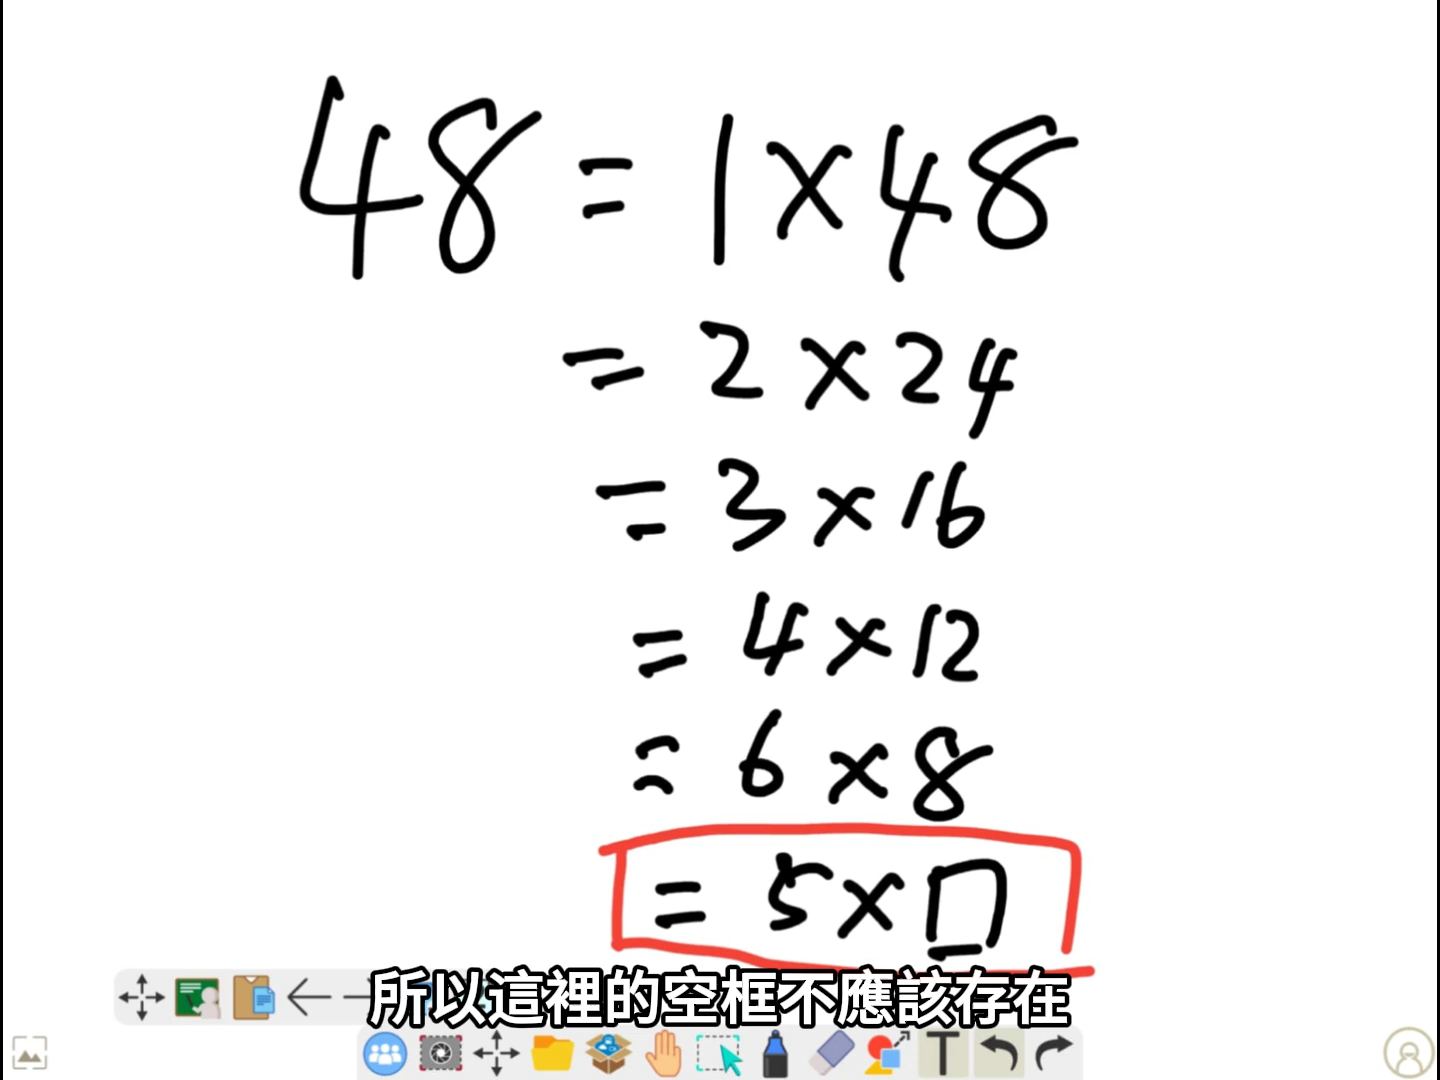 48 = 1 × 48
= 2 × 24
= 3 × 16
= 4 × 12
= 6 × 8
= 5 × □
所以這裡的空框不應該存在
T